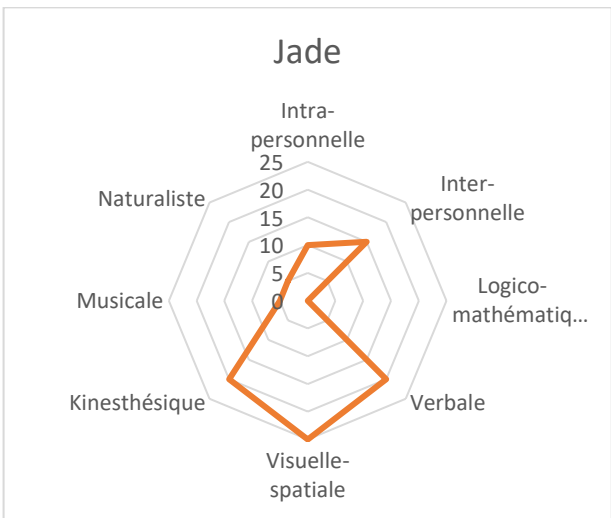 Jade
Intra-
personnelle
25
20
15
10
5
0
Inter-
personnelle
Logico-
mathématiq...
Verbale
Visuelle-
spatiale
Kinesthésique
Musicale
Naturaliste